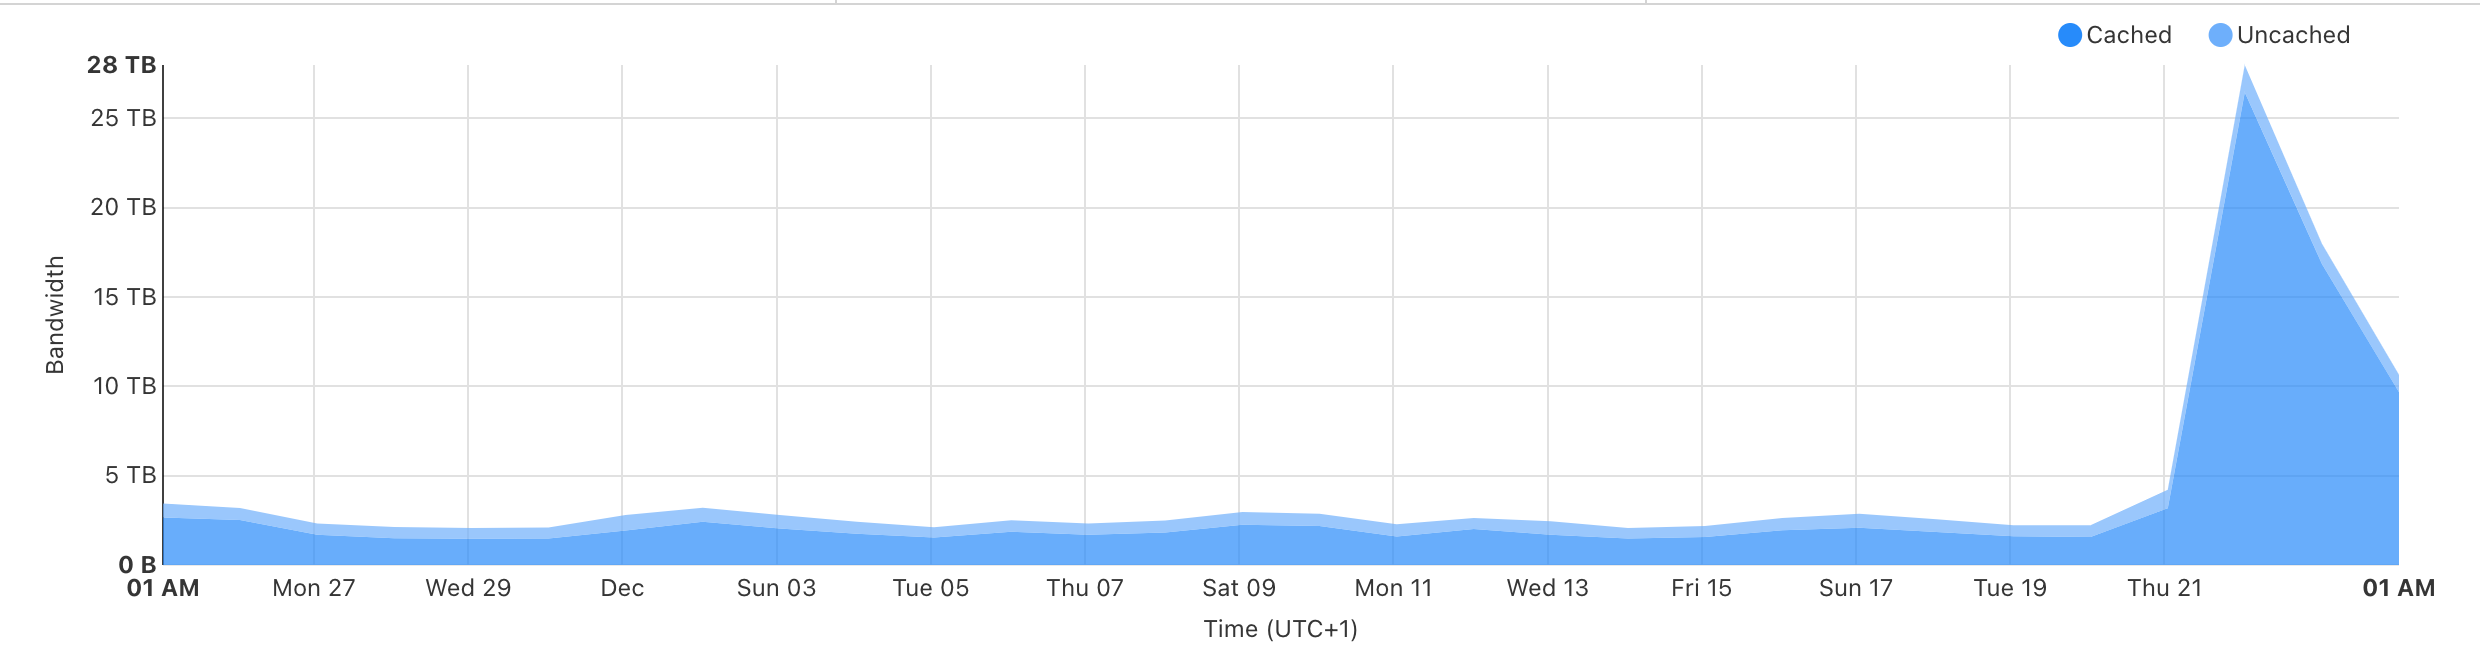 Cached
Uncached
28 TB
25 TB
20 TB
15 TB
10 TB
5 TB
0 B
Bandwidth
01 AM
Mon 27
Wed 29
Dec
Sun 03
Tue 05
Thu 07
Sat 09
Mon 11
Wed 13
Fri 15
Sun 17
Tue 19
Thu 21
01 AM
Time (UTC+1)